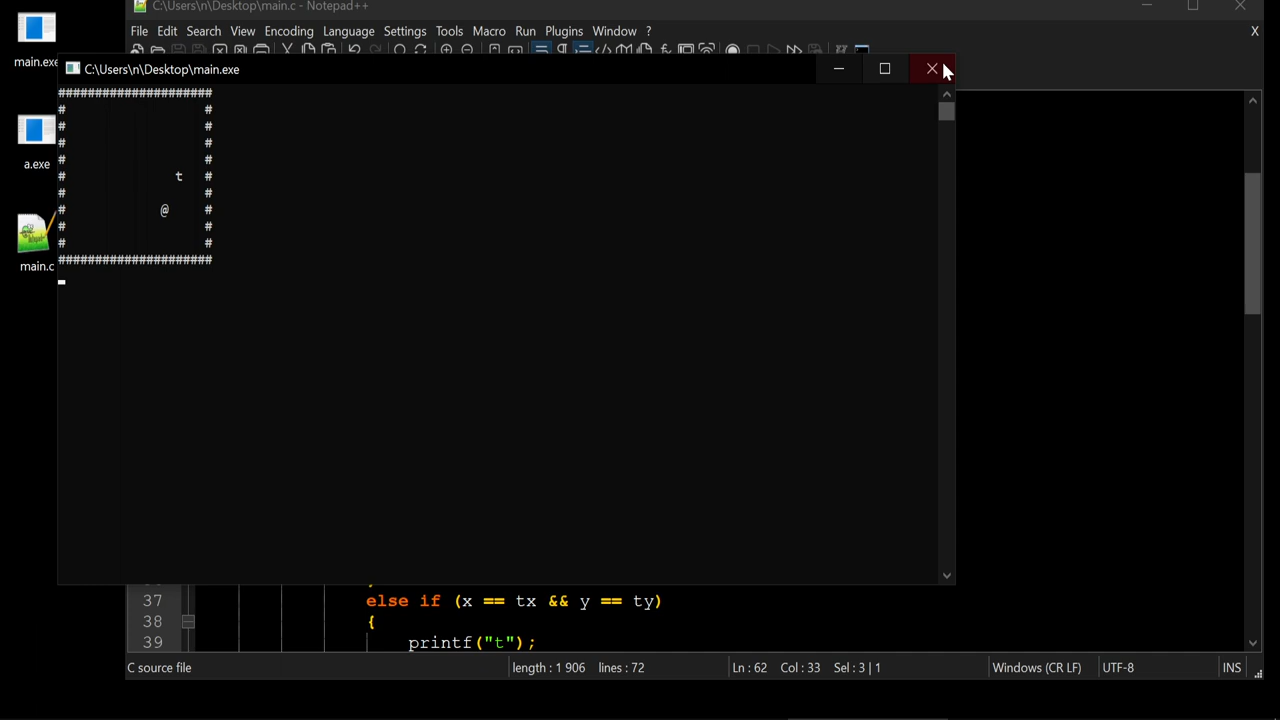 C:\Users\n\Desktop\main.c - Notepad++
main.exe
File Edit Search View Encoding Language Settings Tools Macro Run Plugins Window ? X
C:\Users\n\Desktop\main.exe
#####################
# #
# #
# #
# #
# t #
# #
# @ #
# #
# #
#####################
a.exe
main.c
37 else if (x == tx && y == ty)
38 {
39 printf("t");
C source file length : 1 906 lines : 72 Ln : 62 Col : 33 Sel : 3 | 1 Windows (CR LF) UTF-8 INS